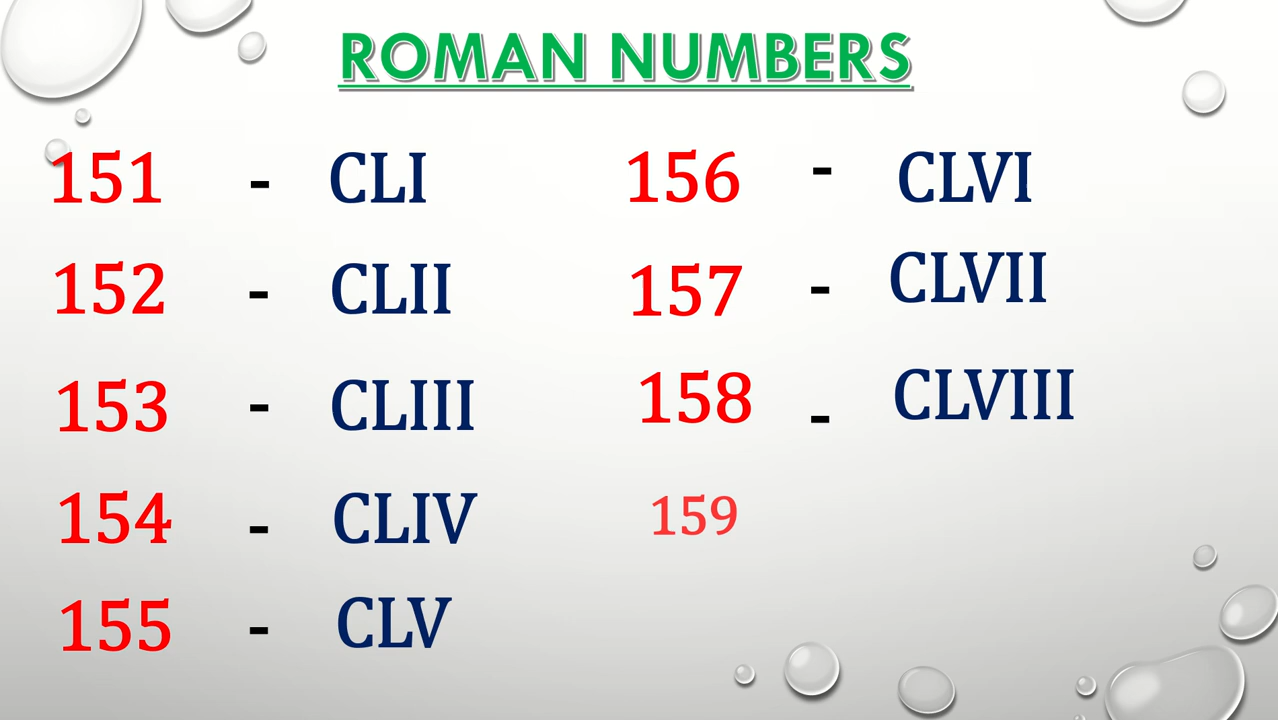 ROMAN NUMBERS
151 - CLI
152 - CLII
153 - CLIII
154 - CLIV
155 - CLV
156 - CLVI
157 - CLVII
158 - CLVIII
159